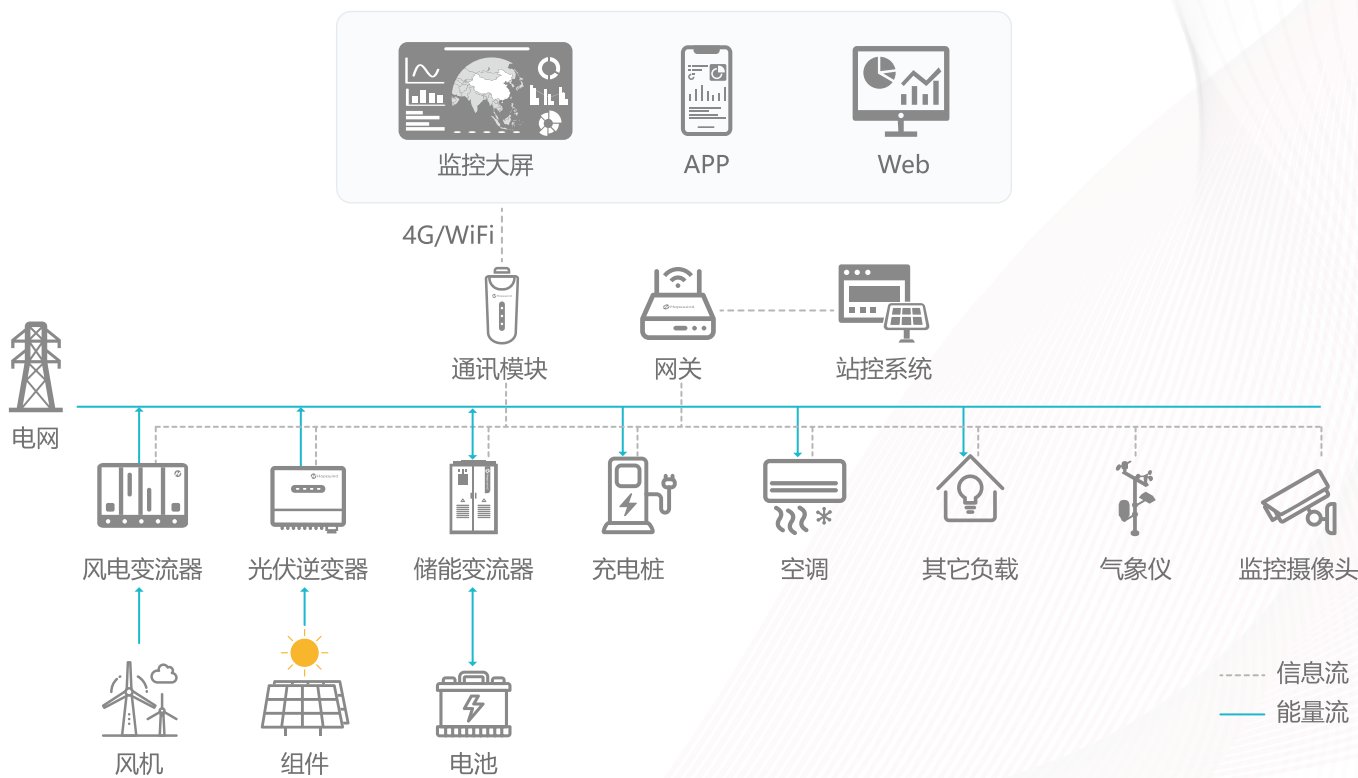 监控大屏
APP
Web
4G/WiFi
通讯模块
网关
站控系统
电网
风电变流器
光伏逆变器
储能变流器
充电桩
空调
其它负载
气象仪
监控摄像头
信息流
能量流
风机
组件
电池